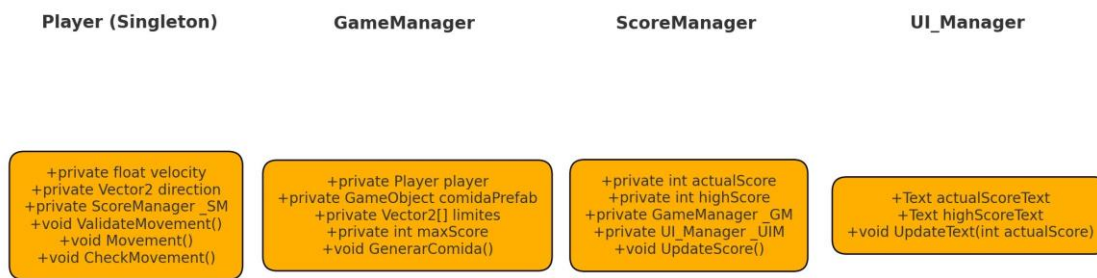 Player (Singleton)
GameManager
ScoreManager
UI_Manager
+private float velocity
+private Vector2 direction
+private ScoreManager _SM
+void ValidateMovement()
+void Movement()
+void CheckMovement()
+private Player player
+private GameObject comidaPrefab
+private Vector2[] limites
+private int maxScore
+void GenerarComida()
+private int actualScore
+private int highScore
+private GameManager _GM
+private UI_Manager _UIM
+void UpdateScore()
+Text actualScoreText
+Text highScoreText
+void UpdateText(int actualScore)